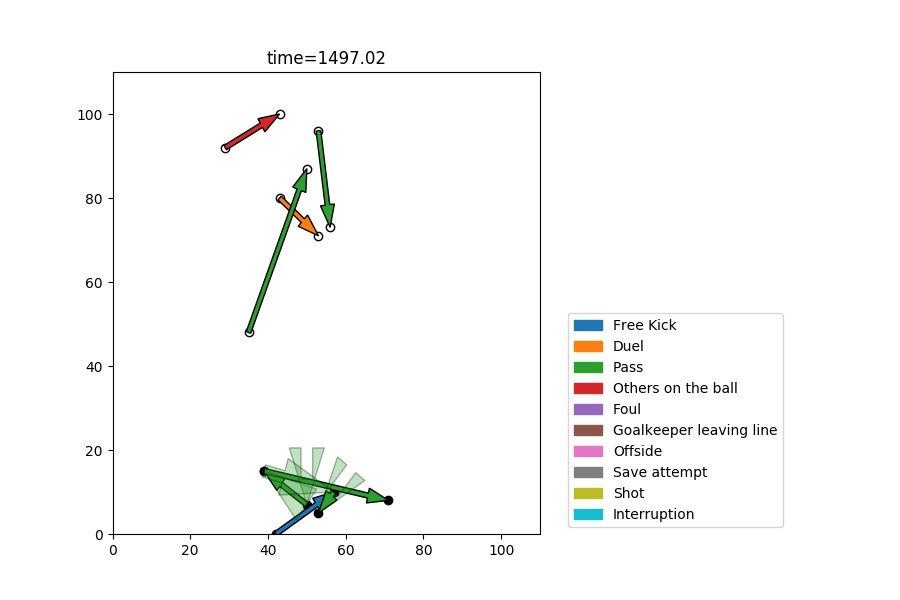 time=1497.02
100
80
60
40
20
0
0 20 40 60 80 100
Free Kick
Duel
Pass
Others on the ball
Foul
Goalkeeper leaving line
Offside
Save attempt
Shot
Interruption